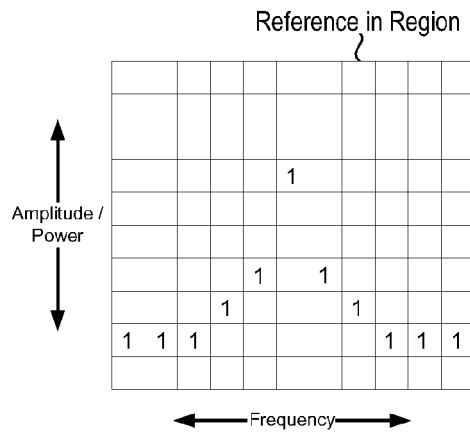 Reference in Region
1
Amplitude /
Power
1 1
1 1
1 1 1 1 1 1
Frequency